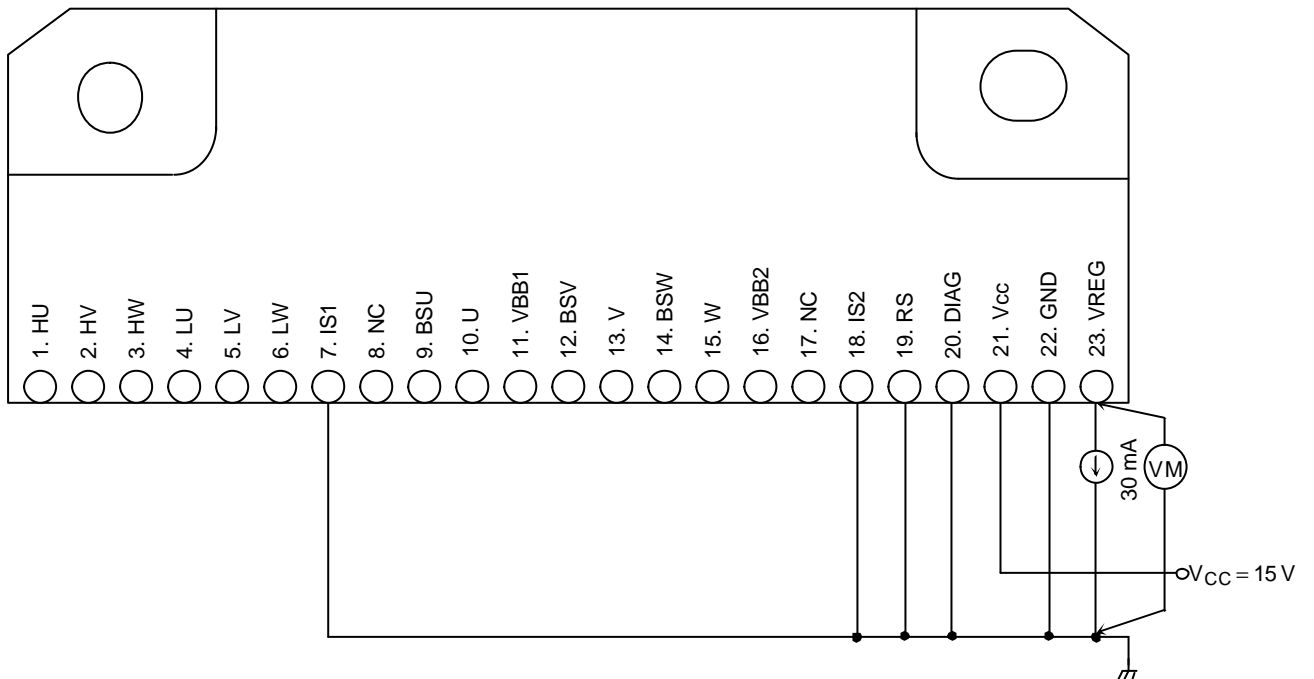 1. HU
2. HV
3. HW
4. LU
5. LV
6. LW
7. IS1
8. NC
9. BSU
10. U
11. VBB1
12. BSV
13. V
14. BSW
15. W
16. VBB2
17. NC
18. IS2
19. RS
20. DIAG
21. Vcc
22. GND
23. VREG
30 mA
VM
VCC = 15 V